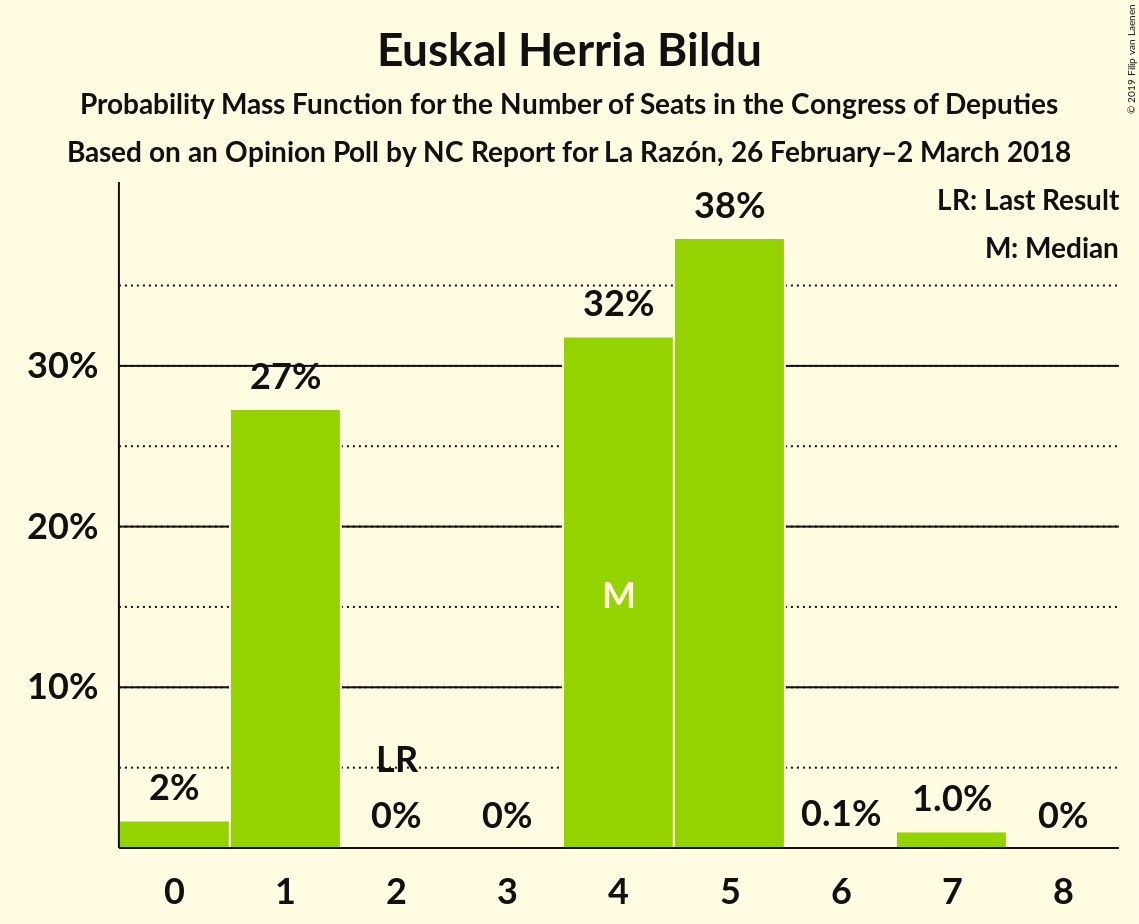 Euskal Herria Bildu
Probability Mass Function for the Number of Seats in the Congress of Deputies
Based on an Opinion Poll by NC Report for La Razón, 26 February–2 March 2018
© 2019 Filip van Laenen
LR: Last Result
M: Median
30%
20%
10%
2%
27%
LR
0%
0%
32%
M
38%
0.1%
1.0%
0%
0 1 2 3 4 5 6 7 8